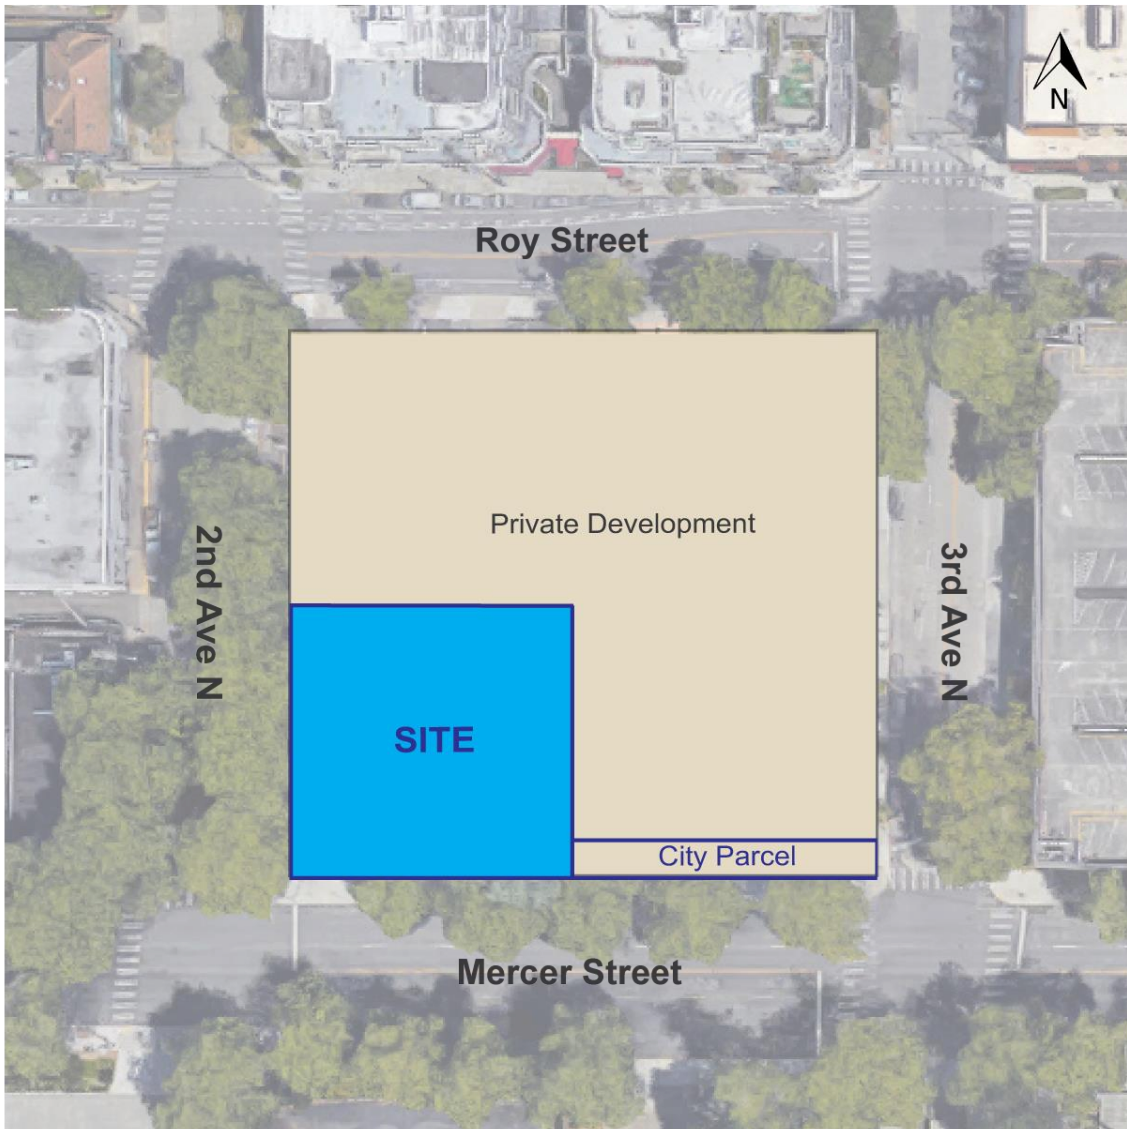 N
Roy Street
Private Development
2nd Ave N
3rd Ave N
SITE
City Parcel
Mercer Street